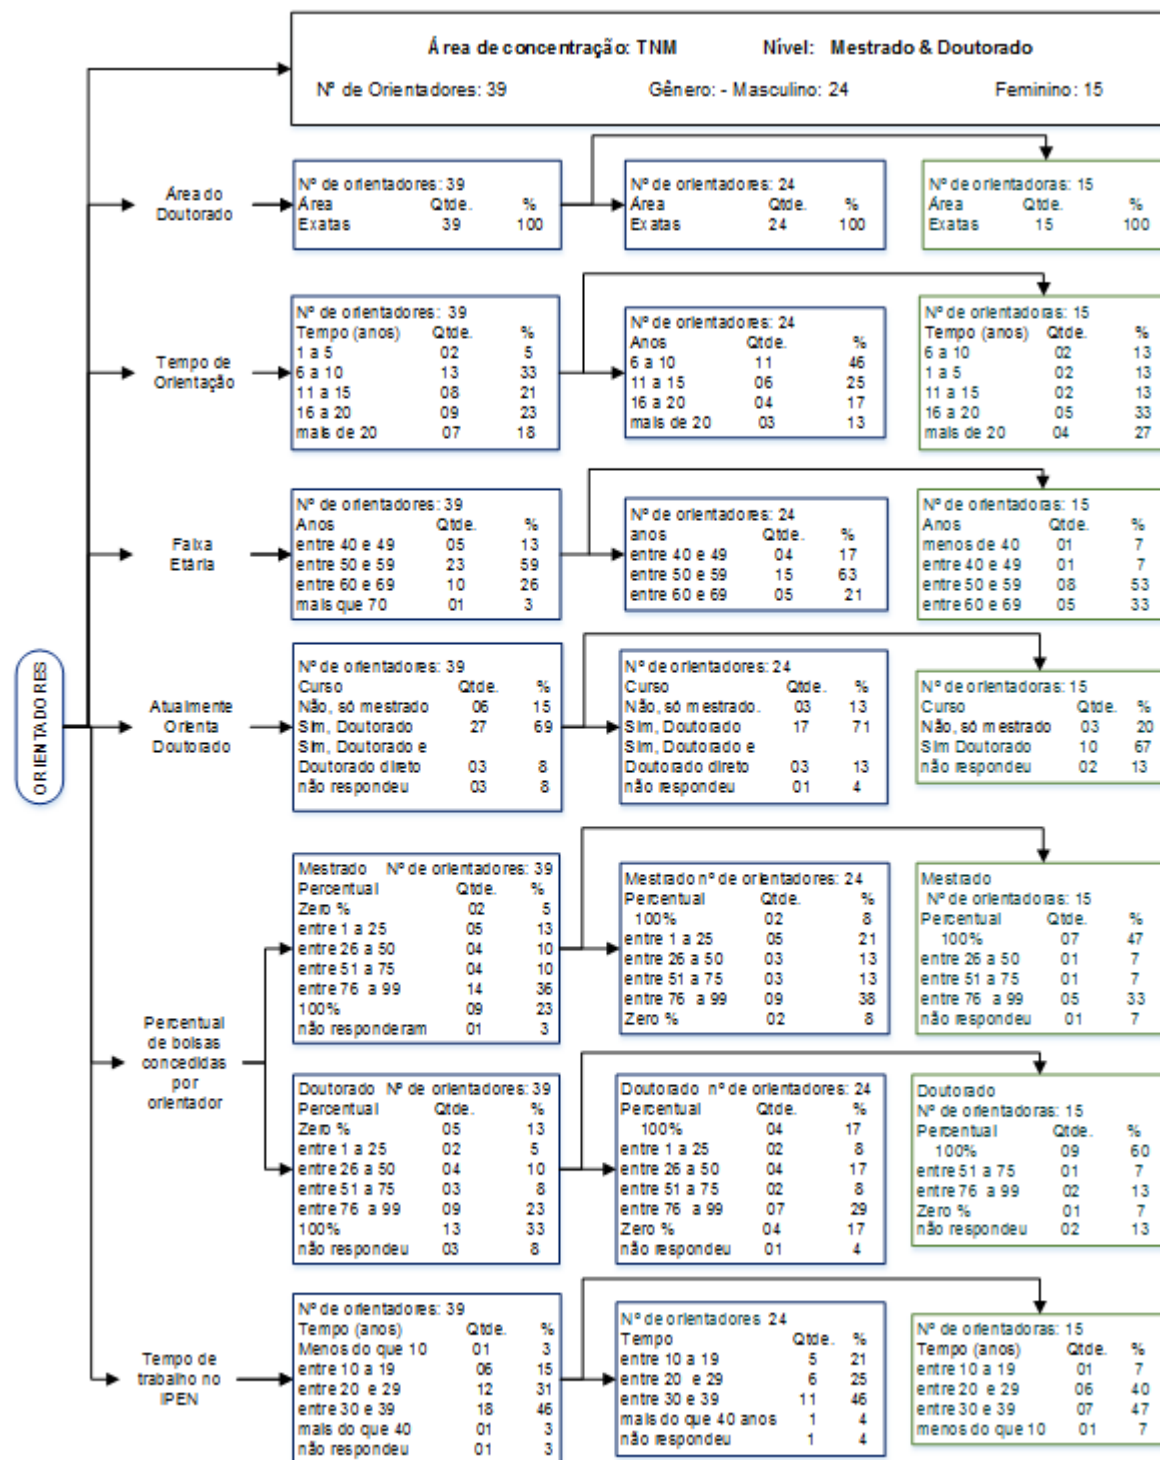 Área de concentração: TNM Nível: Mestrado & Doutorado
Nº de Orientadores: 39 Gênero: - Masculino: 24 Feminino: 15
ORIENTADORES
Área do
Doutorado
Nº de orientadores: 39
Área Qtde. %
Exatas 39 100
Nº de orientadores: 24
Área Qtde. %
Exatas 24 100
Nº de orientadoras: 15
Área Qtde. %
Exatas 15 100
Tempo de
Orientação
Nº de orientadores: 39
Tempo (anos) Qtde. %
1 a 5 02 5
6 a 10 13 33
11 a 15 08 21
16 a 20 09 23
mais de 20 07 18
Nº de orientadores: 24
Anos Qtde. %
6 a 10 11 46
11 a 15 06 25
16 a 20 04 17
mais de 20 03 13
Nº de orientadoras: 15
Tempo (anos) Qtde. %
6 a 10 02 13
1 a 5 02 13
11 a 15 02 13
16 a 20 05 33
mais de 20 04 27
Faixa
Etária
Nº de orientadores: 39
Anos Qtde. %
entre 40 e 49 05 13
entre 50 e 59 23 59
entre 60 e 69 10 26
mais que 70 01 3
Nº de orientadores: 24
anos Qtde. %
entre 40 e 49 04 17
entre 50 e 59 15 63
entre 60 e 69 05 21
Nº de orientadoras: 15
Anos Qtde. %
menos de 40 01 7
entre 40 e 49 01 7
entre 50 e 59 08 53
entre 60 e 69 05 33
Atualmente
Orienta
Doutorado
Nº de orientadores: 39
Curso Qtde. %
Não, só mestrado 06 15
Sim, Doutorado 27 69
Sim, Doutorado e
Doutorado direto 03 8
não respondeu 03 8
Nº de orientadores: 24
Curso Qtde. %
Não, só mestrado. 03 13
Sim, Doutorado 17 71
Sim, Doutorado e
Doutorado direto 03 13
não respondeu 01 4
Nº de orientadoras: 15
Curso Qtde. %
Não, só mestrado 03 20
Sim Doutorado 10 67
não respondeu 02 13
Percentual
de bolsas
concedidas
por
orientador
Mestrado Nº de orientadores: 39
Percentual Qtde. %
Zero % 02 5
entre 1 a 25 05 13
entre 26 a 50 04 10
entre 51 a 75 04 10
entre 76 a 99 14 36
100% 09 23
não responderam 01 3
Mestrado nº de orientadores: 24
Percentual Qtde. %
100% 02 8
entre 1 a 25 05 21
entre 26 a 50 03 13
entre 51 a 75 03 13
entre 76 a 99 09 38
Zero % 02 8
Mestrado
Nº de orientadoras: 15
Percentual Qtde. %
100% 07 47
entre 26 a 50 01 7
entre 51 a 75 01 7
entre 76 a 99 05 33
não respondeu 01 7
Doutorado Nº de orientadores: 39
Percentual Qtde. %
Zero % 05 13
entre 1 a 25 02 5
entre 26 a 50 04 10
entre 51 a 75 03 8
entre 76 a 99 09 23
100% 13 33
não respondeu 03 8
Doutorado nº de orientadores: 24
Percentual Qtde. %
100% 04 17
entre 1 a 25 02 8
entre 26 a 50 04 17
entre 51 a 75 02 8
entre 76 a 99 07 29
Zero % 04 17
não respondeu 01 4
Doutorado
Nº de orientadoras: 15
Percentual Qtde. %
100% 09 60
entre 51 a 75 01 7
entre 76 a 99 02 13
Zero % 01 7
não respondeu 02 13
Tempo de
trabalho no
IPEN
Nº de orientadores: 39
Tempo (anos) Qtde. %
Menos do que 10 01 3
entre 10 a 19 06 15
entre 20 e 29 12 31
entre 30 e 39 18 46
mais do que 40 01 3
não respondeu 01 3
Nº de orientadores 24
Tempo Qtde. %
entre 10 a 19 5 21
entre 20 e 29 6 25
entre 30 e 39 11 46
mais do que 40 anos 1 4
não respondeu 1 4
Nº de orientadoras: 15
Tempo (anos) Qtde. %
entre 10 a 19 01 7
entre 20 e 29 06 40
entre 30 e 39 07 47
menos do que 10 01 7